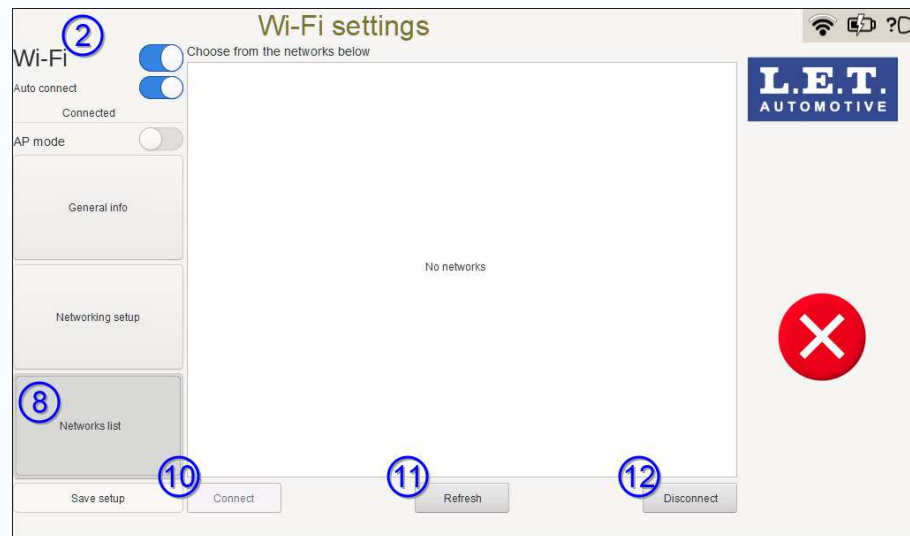 Wi-Fi settings
2
?
Wi-Fi
Choose from the networks below
Auto connect
Connected
AP mode
L.E.T.
AUTOMOTIVE
General info
No networks
Networking setup
8
Networks list
10
11
12
Save setup
Connect
Refresh
Disconnect